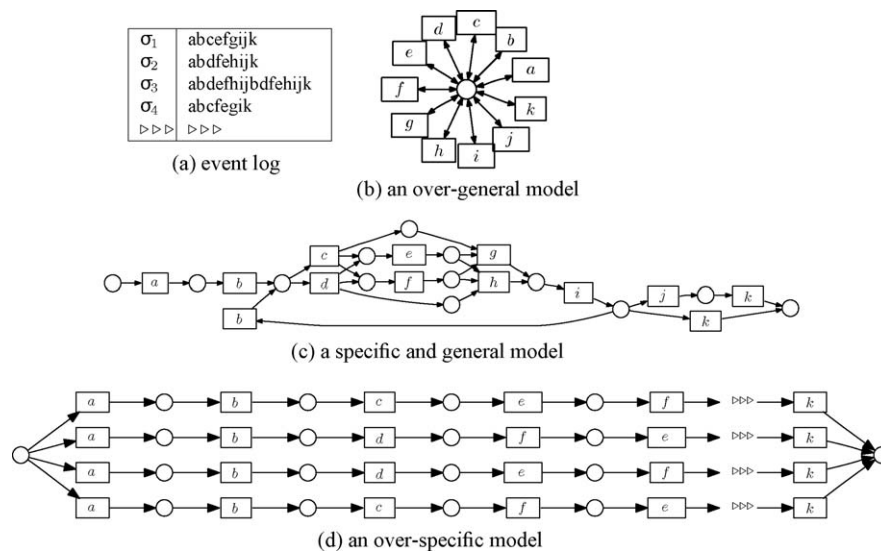 σ1 abcefgijk
σ2 abdfehijk
σ3 abdefhijbdfehijk
σ4 abcfegik
▷▷▷ ▷▷▷
(a) event log
c
d
b
e
a
f
k
g
j
h
i
(b) an over-general model
c e g
a b d f h i j k
b k
(c) a specific and general model
a b c e f ▷▷▷ k
a b d f e ▷▷▷ k
a b d e f ▷▷▷ k
a b c f e ▷▷▷ k
(d) an over-specific model